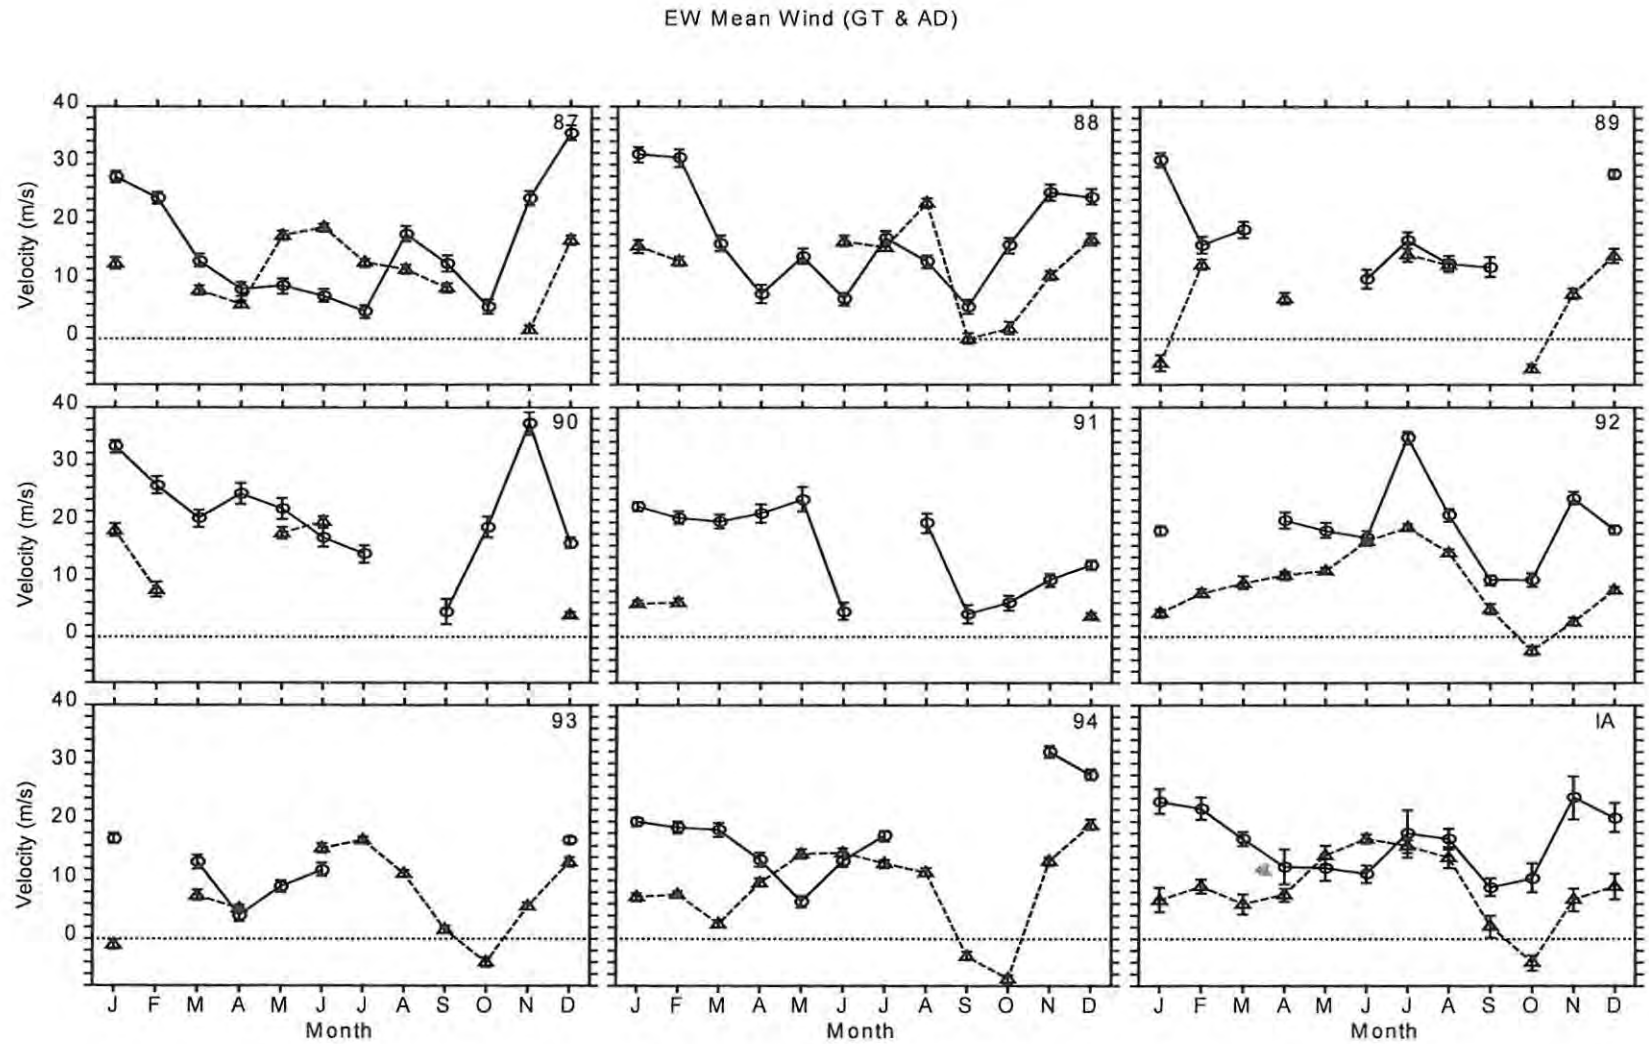 EW Mean Wind (GT & AD)
40
30
20
10
0
Velocity (m/s)
87
88
89
40
30
20
10
0
Velocity (m/s)
90
91
92
40
30
20
10
0
Velocity (m/s)
93
94
IA
J F M A M J J A S O N D
J F M A M J J A S O N D
J F M A M J J A S O N D
Month
Month
Month